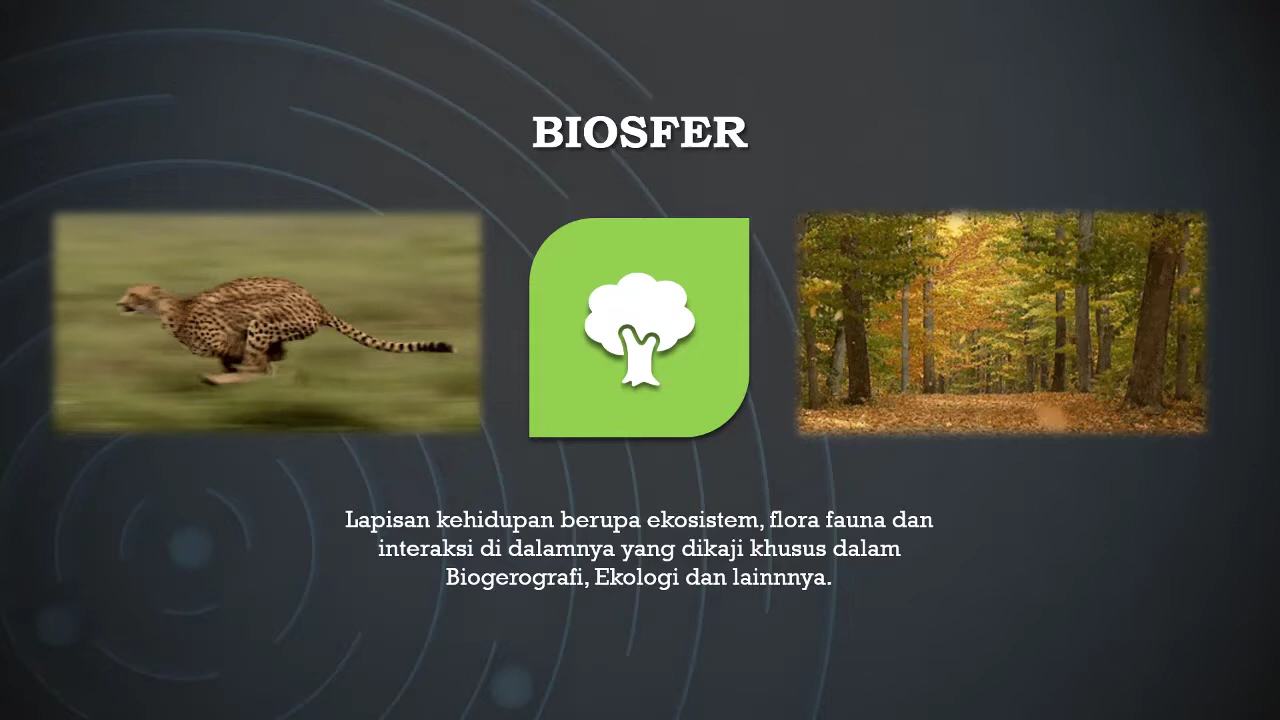 BIOSFER
Lapisan kehidupan berupa ekosistem, flora fauna dan
interaksi di dalamnya yang dikaji khusus dalam
Biogerografi, Ekologi dan lainnnya.